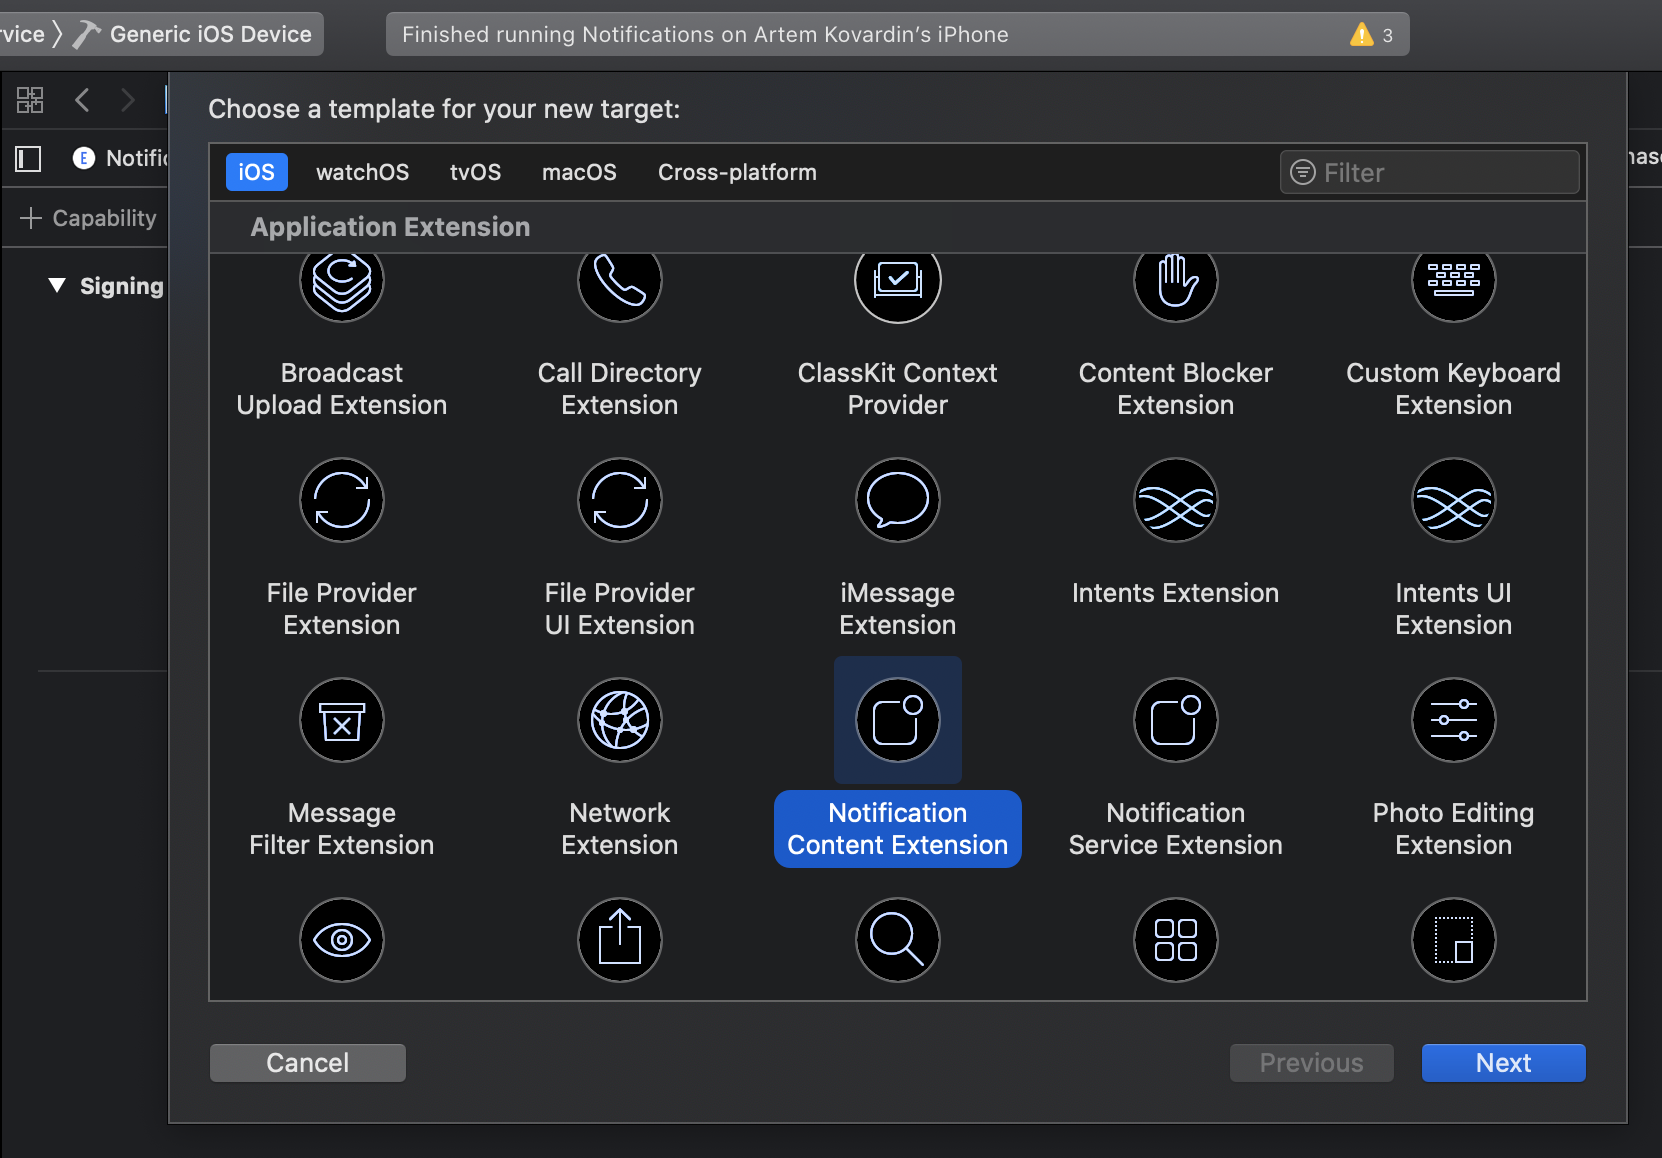 rvice 〉 Generic iOS Device
Finished running Notifications on Artem Kovardin's iPhone
3
Choose a template for your new target:
E Notific
iOS watchOS tvOS macOS Cross-platform
Filter
+ Capability
Application Extension
Signing
Broadcast
Upload Extension
Call Directory
Extension
ClassKit Context
Provider
Content Blocker
Extension
Custom Keyboard
Extension
File Provider
Extension
File Provider
UI Extension
iMessage
Extension
Intents Extension
Intents UI
Extension
Message
Filter Extension
Network
Extension
Notification
Content Extension
Notification
Service Extension
Photo Editing
Extension
Cancel
Previous
Next